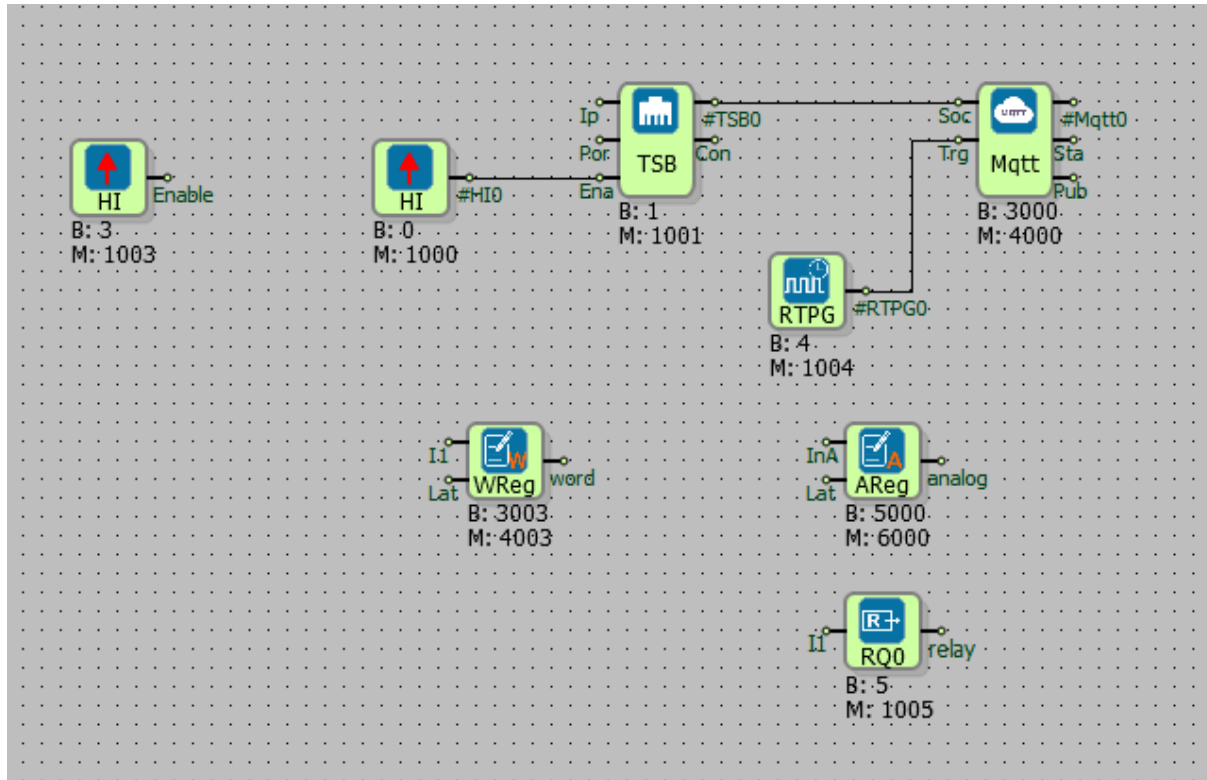 Ip
#TSB0
Soc
MQTT
#Mqtt0
Por
TSB
Con
Trg
Mqtt
Sta
HI
Enable
HI
#HI0
Ena
Pub
B: 3
M: 1003
B: 0
M: 1000
B: 1
M: 1001
B: 3000
M: 4000
RTPG
#RTPG0
B: 4
M: 1004
I1
W
word
Lat
WReg
B: 3003
M: 4003
InA
A
analog
Lat
AReg
B: 5000
M: 6000
R
I1
RQ0
relay
B: 5
M: 1005